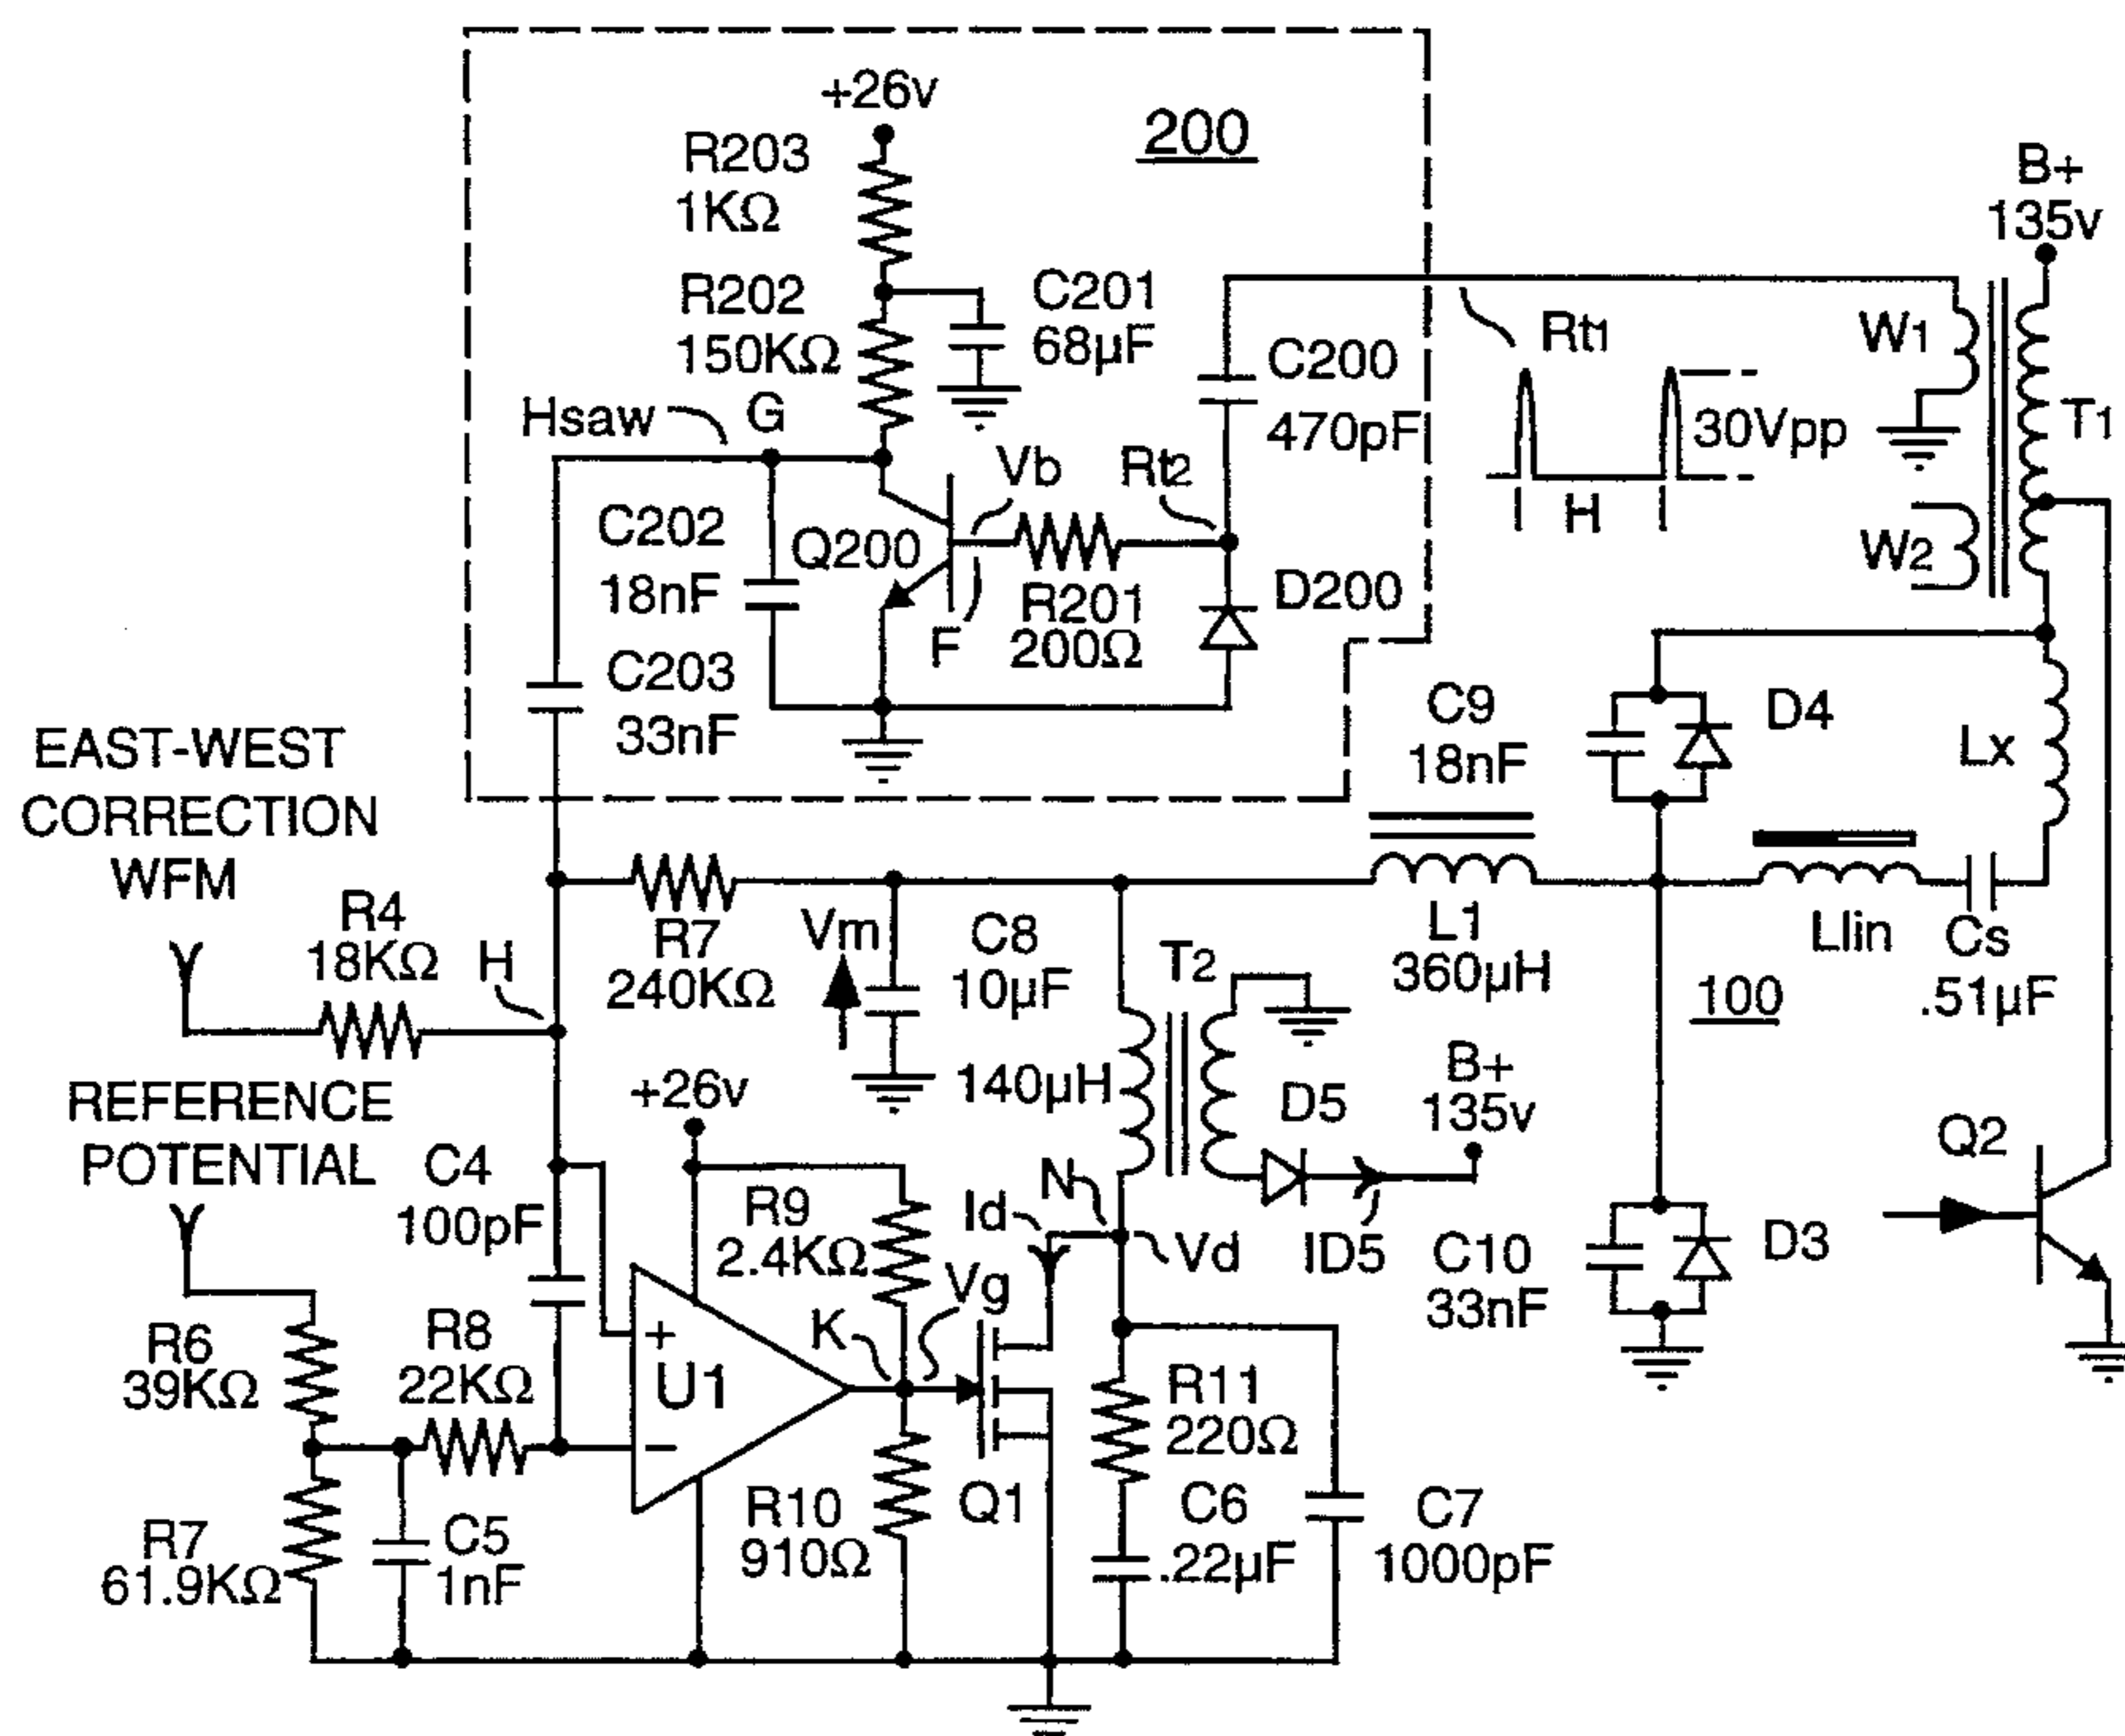 +26v
200
R203
1KΩ
B+
135v
R202
150KΩ
C201
68µF
Rt1
W1
C200
470pF
Hsaw
G
30Vpp
T1
Vb
Rt2
H
C202
18nF
Q200
W2
F
R201
200Ω
D200
C203
33nF
C9
18nF
D4
Lx
EAST-WEST
CORRECTION
WFM
R4
18KΩ
H
R7
240KΩ
Vm
C8
10µF
T2
L1
360µH
Llin
Cs
.51µF
100
REFERENCE
POTENTIAL
+26v
140µH
D5
B+
135v
C4
100pF
Q2
N
R9
2.4KΩ
Id
Vd
ID5
C10
33nF
D3
Vg
K
R6
39KΩ
R8
22KΩ
+
U1
−
R11
220Ω
R10
910Ω
Q1
C6
.22µF
C7
1000pF
R7
61.9KΩ
C5
1nF